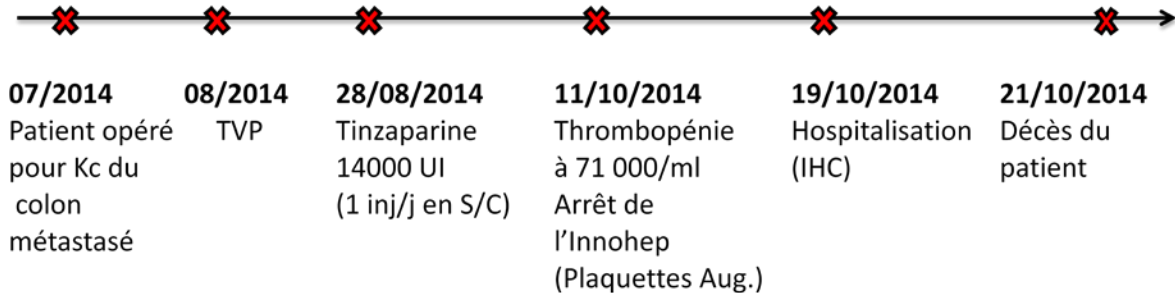 07/2014
Patient opéré
pour Kc du
colon
métastasé
08/2014
TVP
28/08/2014
Tinzaparine
14000 UI
(1 inj/j en S/C)
11/10/2014
Thrombopénie
à 71 000/ml
Arrêt de
l’Innohep
(Plaquettes Aug.)
19/10/2014
Hospitalisation
(IHC)
21/10/2014
Décès du
patient